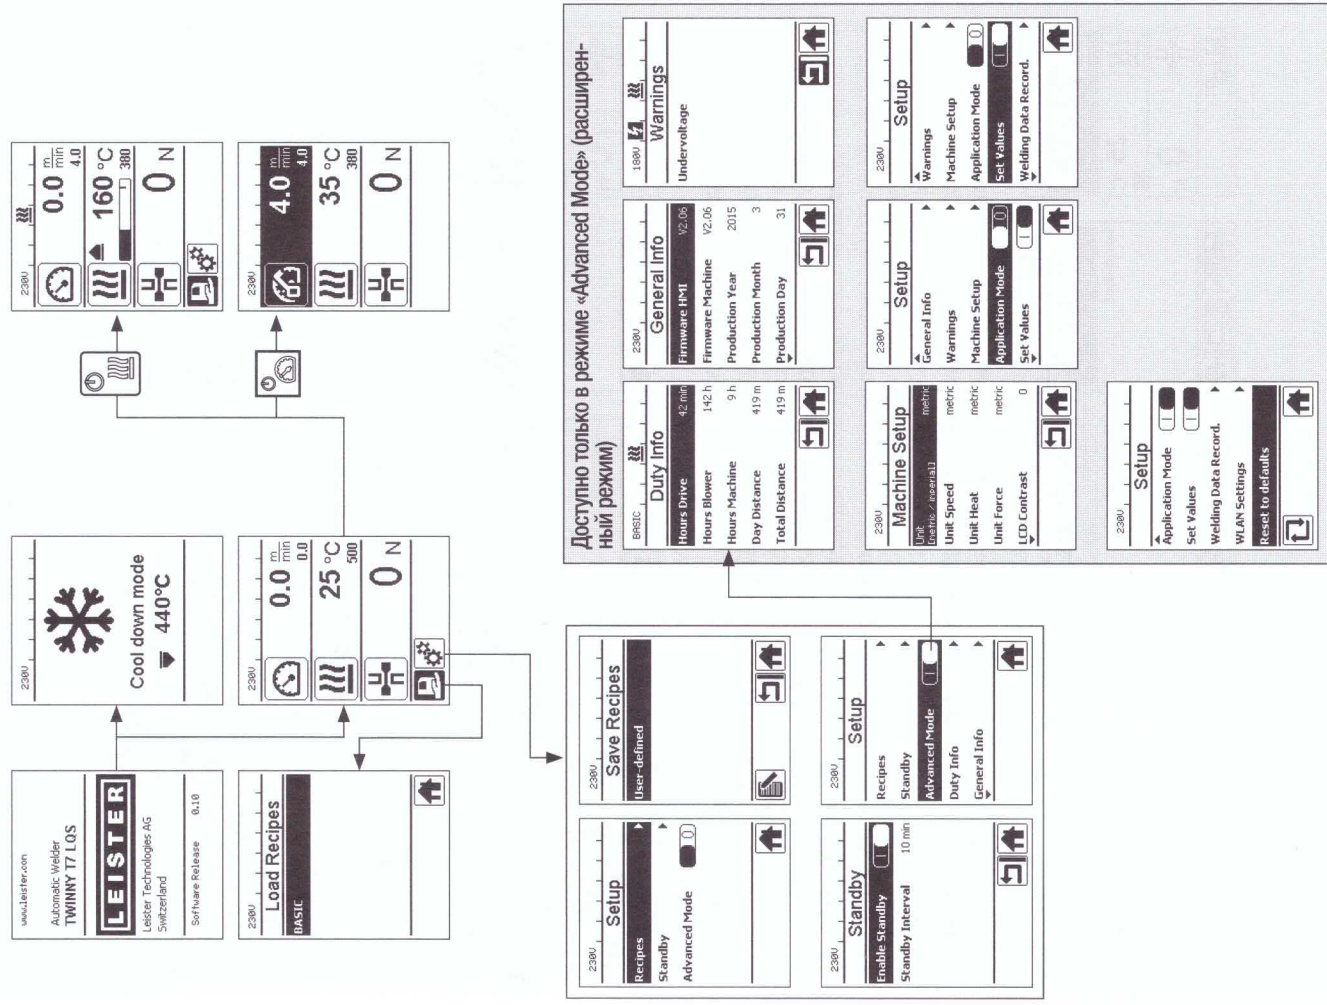 www.leister.com
Automatic Welder
TWINNY T7 LQS
LEISTER
Leister Technologies AG
Switzerland
Software Release 0.10
230V
Cool down mode
440°C
230V
0.0 m/min
4.0
160 °C
380
0 N
230V
Load Recipes
BASIC
230V
0.0 m/min
0.0
25 °C
500
0 N
230V
4.0 m/min
4.0
35 °C
380
0 N
230V
Setup
Recipes
Standby
Advanced Mode 0
230V
Save Recipes
User-defined
230V
Standby
Enable Standby I
Standby Interval 10 min
230V
Setup
Recipes
Standby
Advanced Mode I
Duty Info
General Info
Доступно только в режиме «Advanced Mode» (расширен-
ный режим)
BASIC
Duty Info
Hours Drive 42 min
Hours Blower 142 h
Hours Machine 9 h
Day Distance 419 m
Total Distance 419 m
230V
General Info
Firmware HMI V2.06
Firmware Machine V2.06
Production Year 2015
Production Month 3
Production Day 31
180V
Warnings
Undervoltage
230V
Machine Setup
Unit metric
[metric / imperial]
Unit Speed metric
Unit Heat metric
Unit Force metric
LCD Contrast 0
230V
Setup
General Info
Warnings
Machine Setup
Application Mode 0
Set Values I
230V
Setup
Warnings
Machine Setup
Application Mode 0
Set Values I
Welding Data Record.
230V
Setup
Application Mode I
Set Values I
Welding Data Record.
WLAN Settings
Reset to defaults